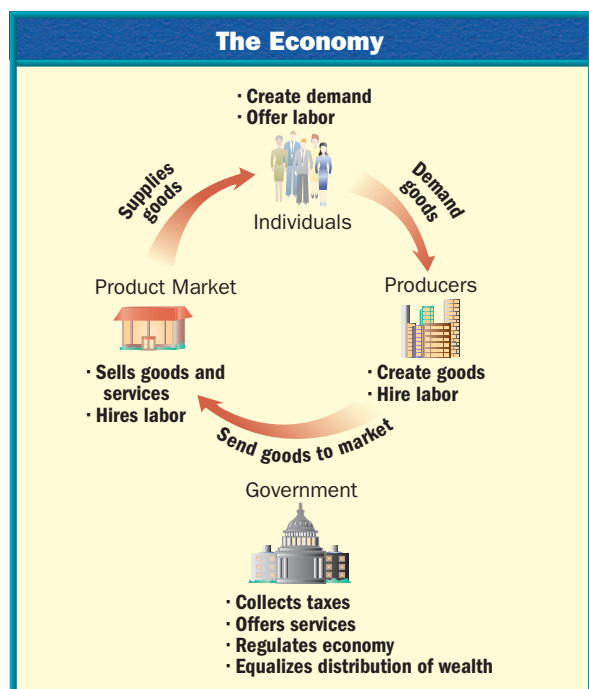 The Economy
· Create demand
· Offer labor
Supplies
goods
Demand
goods
Individuals
Product Market
Producers
· Sells goods and
services
· Hires labor
· Create goods
· Hire labor
Send goods to market
Government
· Collects taxes
· Offers services
· Regulates economy
· Equalizes distribution of wealth